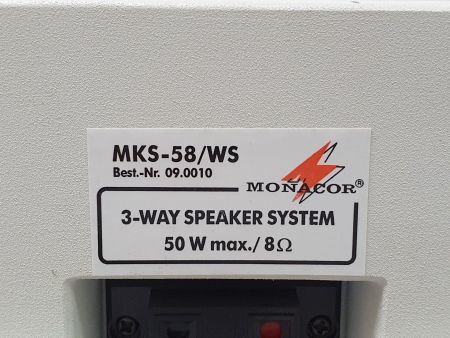 MKS-58/WS
Best.-Nr. 09.0010
MONACOR®
3-WAY SPEAKER SYSTEM
50 W max./8Ω